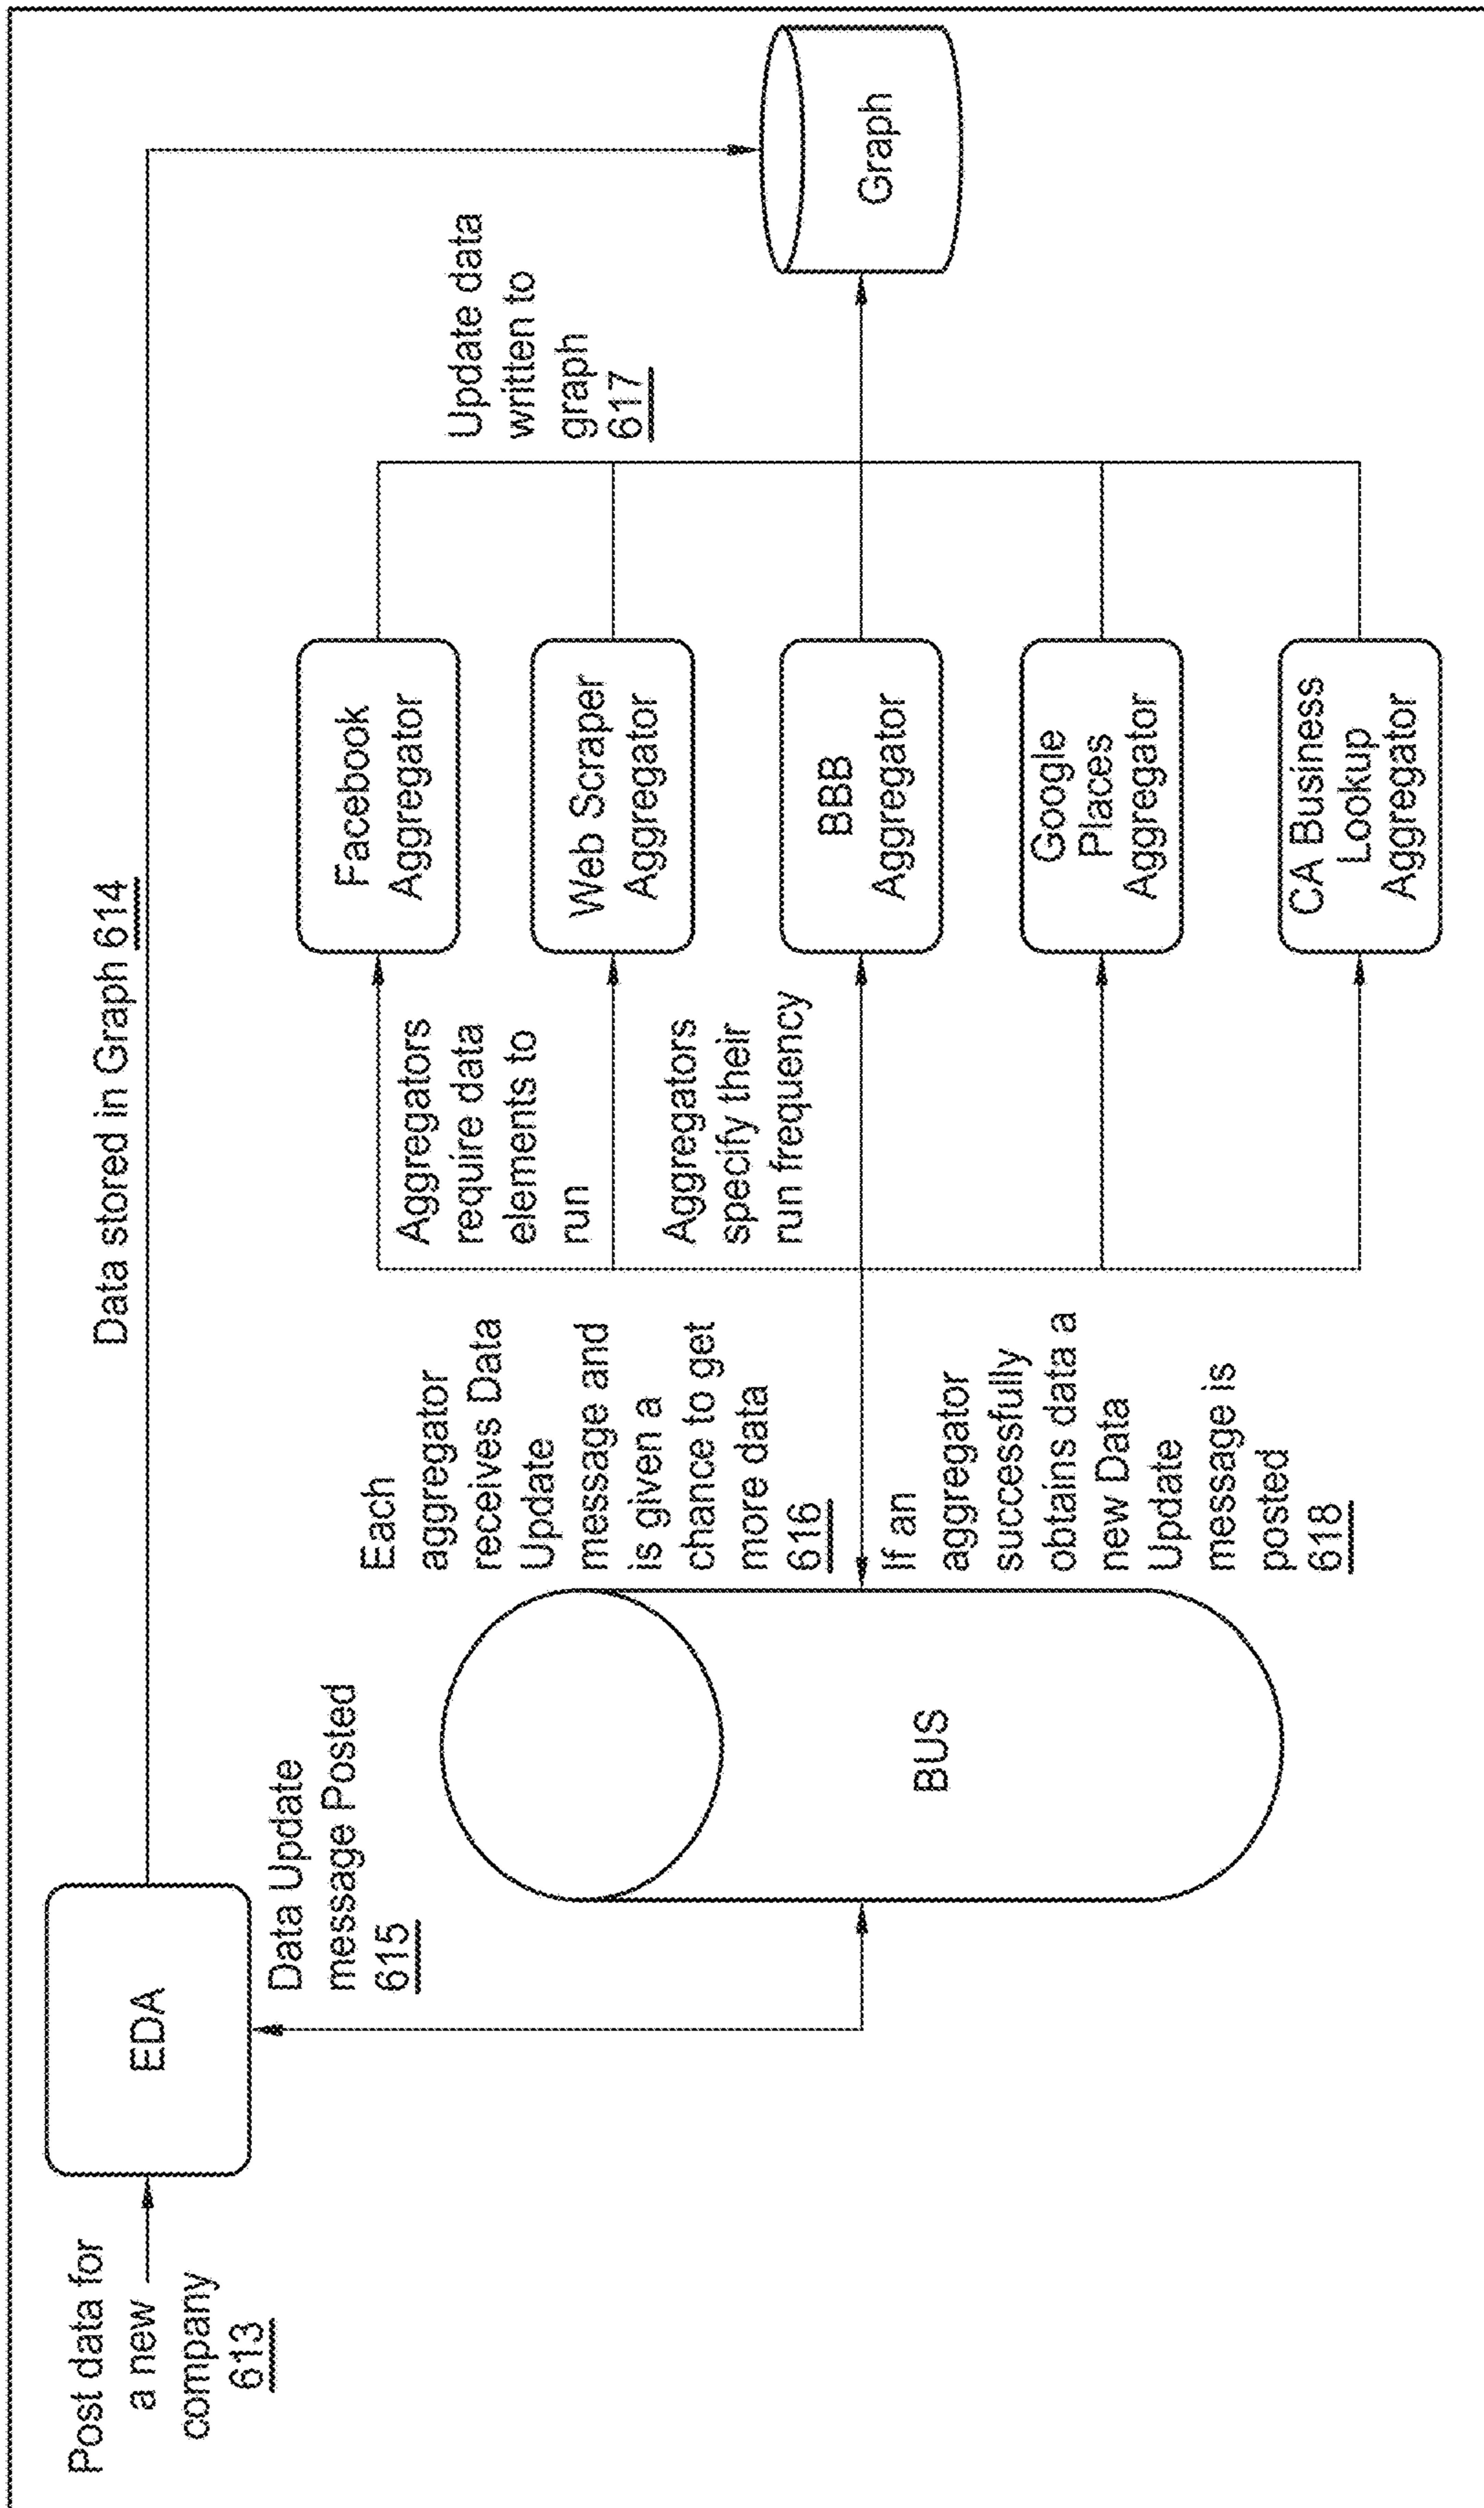 Post data for
a new
company
613
EDA
Data stored in Graph 614
Data Update
message Posted
615
BUS
Each
aggregator
receives Data
Update
message and
is given a
chance to get
more data
616
If an
aggregator
successfully
obtains data a
new Data
Update
message is
posted
618
Aggregators
require data
elements to
run
Aggregators
specify their
run frequency
Facebook
Aggregator
Web Scraper
Aggregator
BBB
Aggregator
Google
Places
Aggregator
CA Business
Lookup
Aggregator
Update data
written to
graph
617
Graph